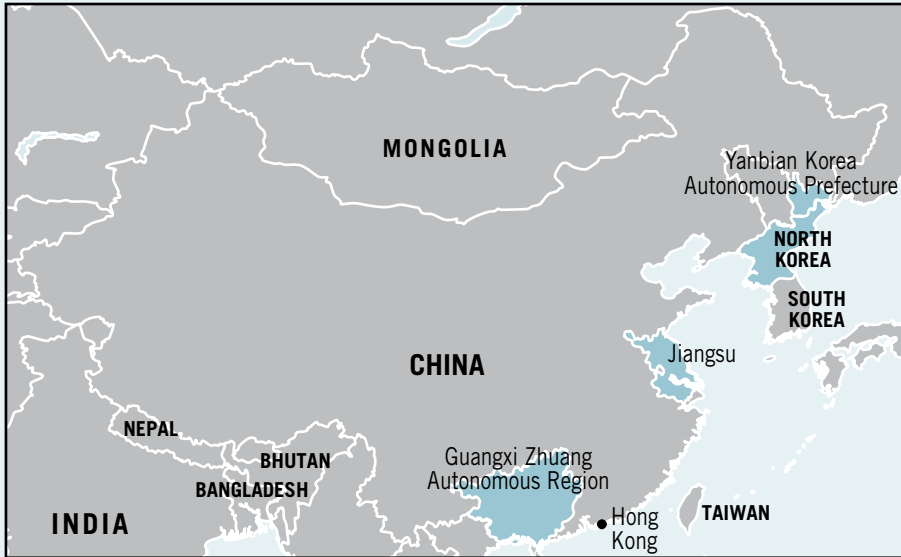 MONGOLIA
Yanbian Korea
Autonomous Prefecture
NORTH
KOREA
SOUTH
KOREA
Jiangsu
CHINA
NEPAL
BHUTAN
BANGLADESH
Guangxi Zhuang
Autonomous Region
INDIA
Hong
Kong
TAIWAN